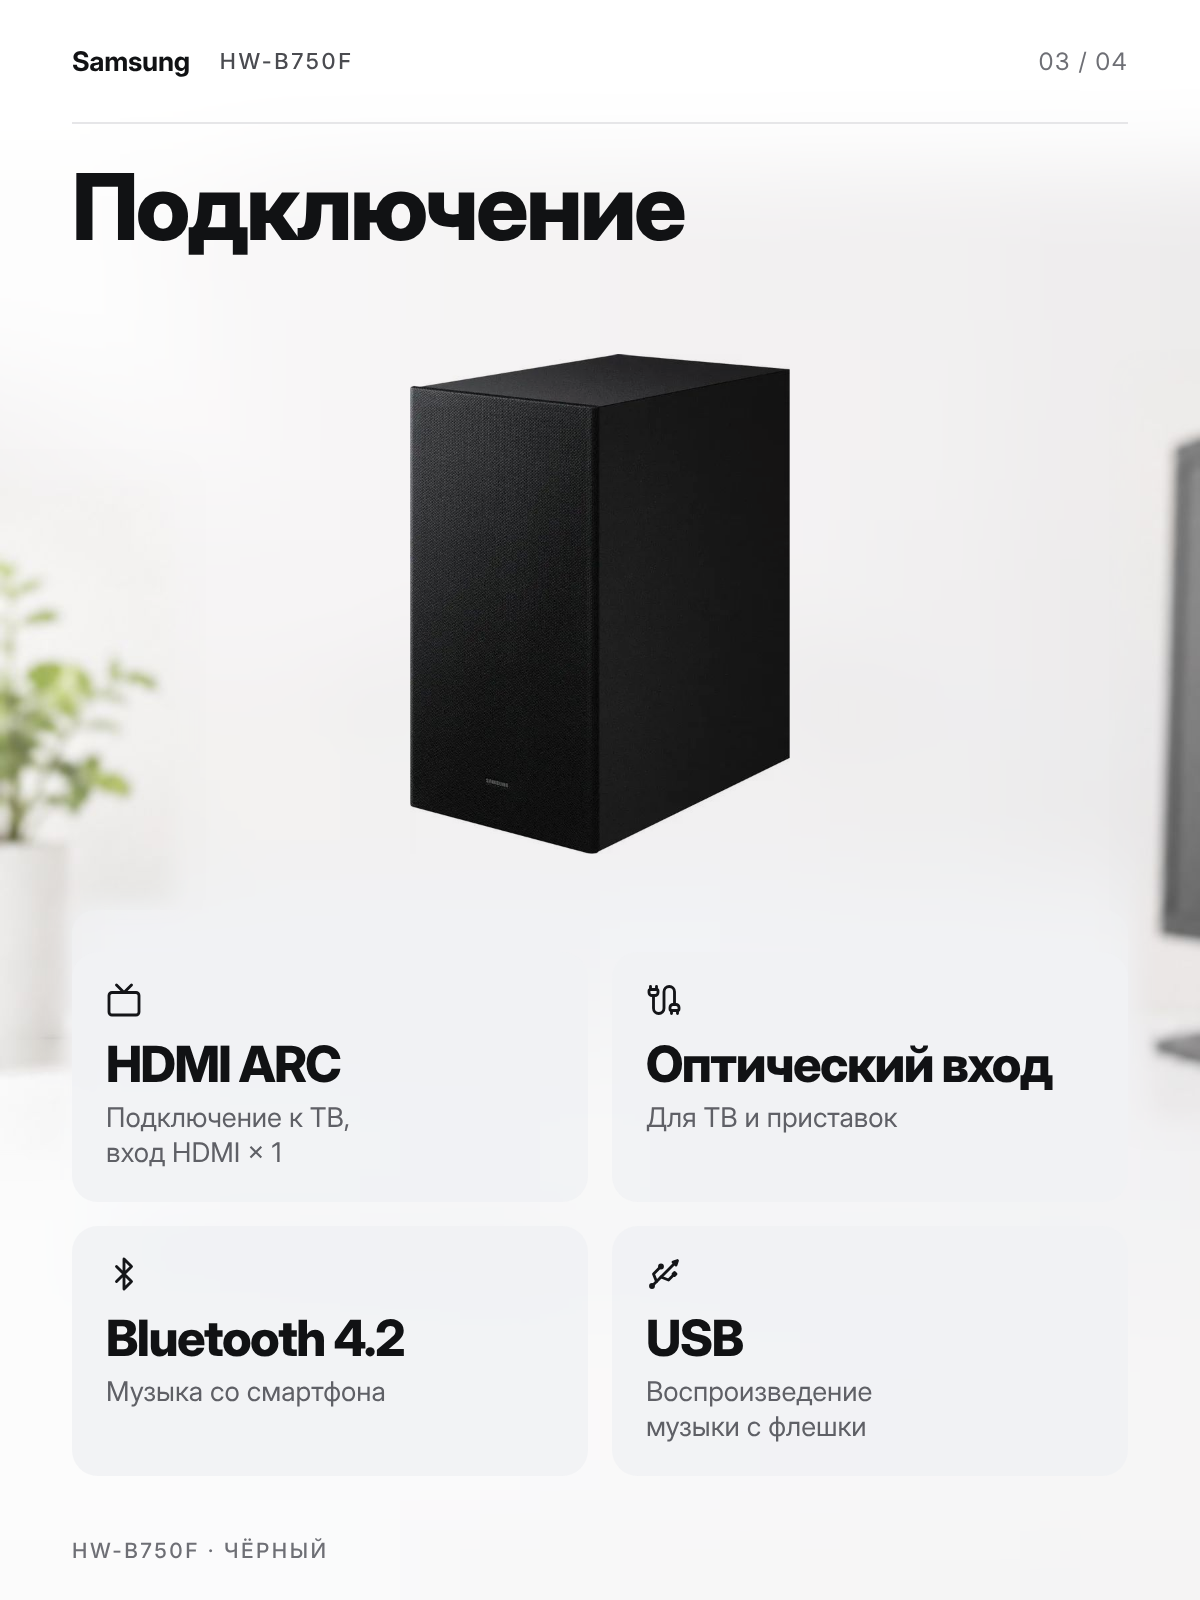 Samsung HW-B750F 03 / 04
Подключение
SAMSUNG
HDMI ARC
Подключение к ТВ,
вход HDMI × 1
Оптический вход
Для ТВ и приставок
Bluetooth 4.2
Музыка со смартфона
USB
Воспроизведение
музыки с флешки
HW-B750F · ЧЁРНЫЙ